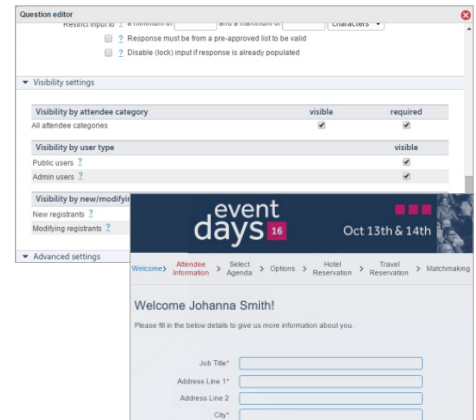 Question editor
Restrict input to ? a minimum of and a maximum of characters
? Response must be from a pre-approved list to be valid
? Disable (lock) input if response is already populated
Visibility settings
Visibility by attendee category visible required
All attendee categories
Visibility by user type visible
Public users ?
Admin users ?
Visibility by new/modifyin
New registrants ?
Modifying registrants ?
Advanced settings
event
days 16
Oct 13th & 14th
Welcome> Attendee Information > Select Agenda > Options > Hotel Reservation > Travel Reservation > Matchmaking
Welcome Johanna Smith!
Please fill in the below details to give us more information about you.
Job Title*
Address Line 1*
Address Line 2
City*